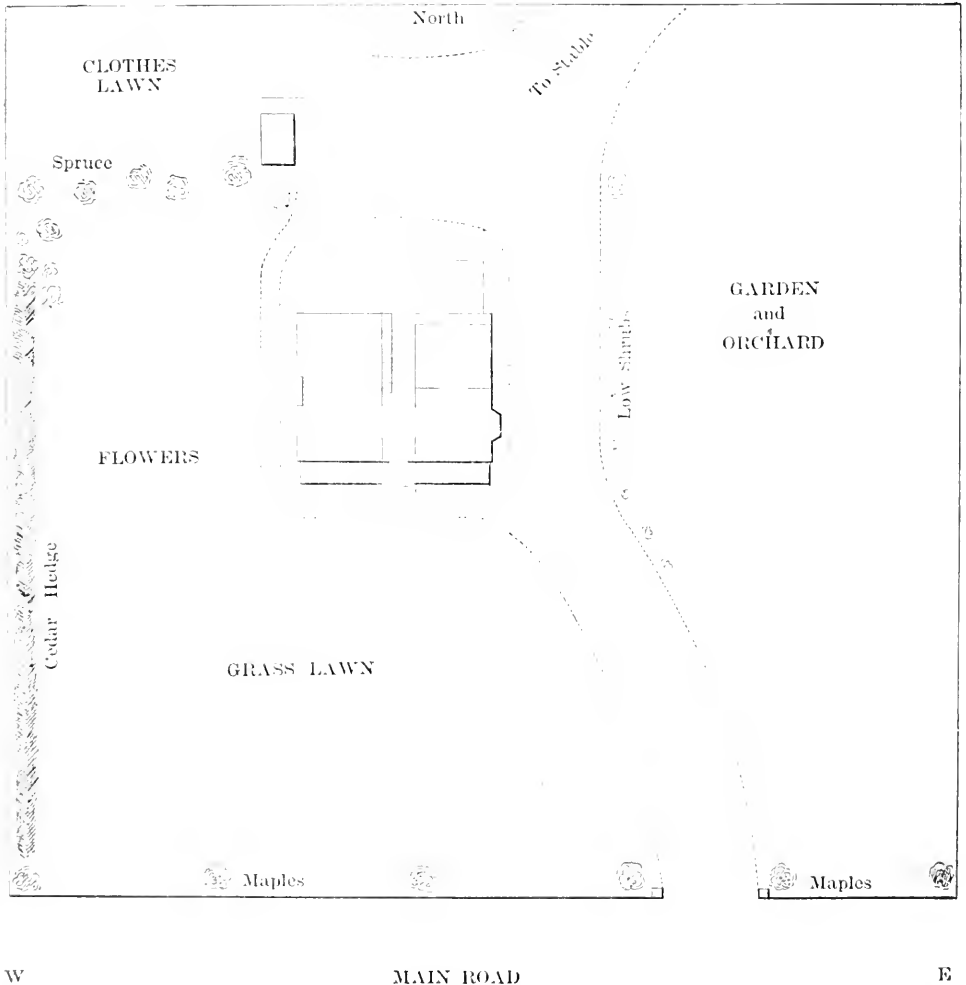 North
CLOTHES
LAWN
To Stable
Spruce
GARDEN
and
ORCHARD
Low Shrubs
FLOWERS
Cedar Hedge
GRASS LAWN
Maples
Maples
W
MAIN ROAD
E